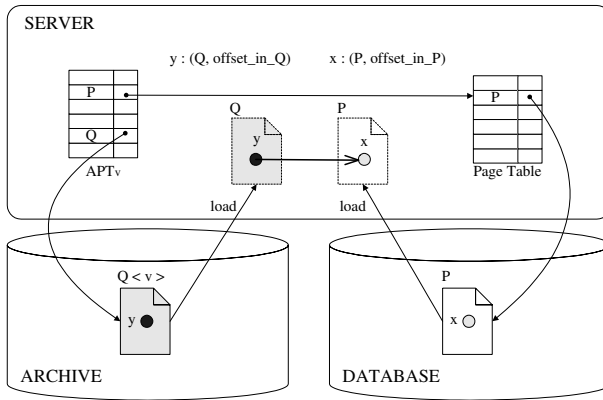 SERVER
y : (Q, offset_in_Q) x : (P, offset_in_P)
P
Q
APTv
Q
y
P
x
P
Page Table
load
load
Q < v >
y
ARCHIVE
P
x
DATABASE